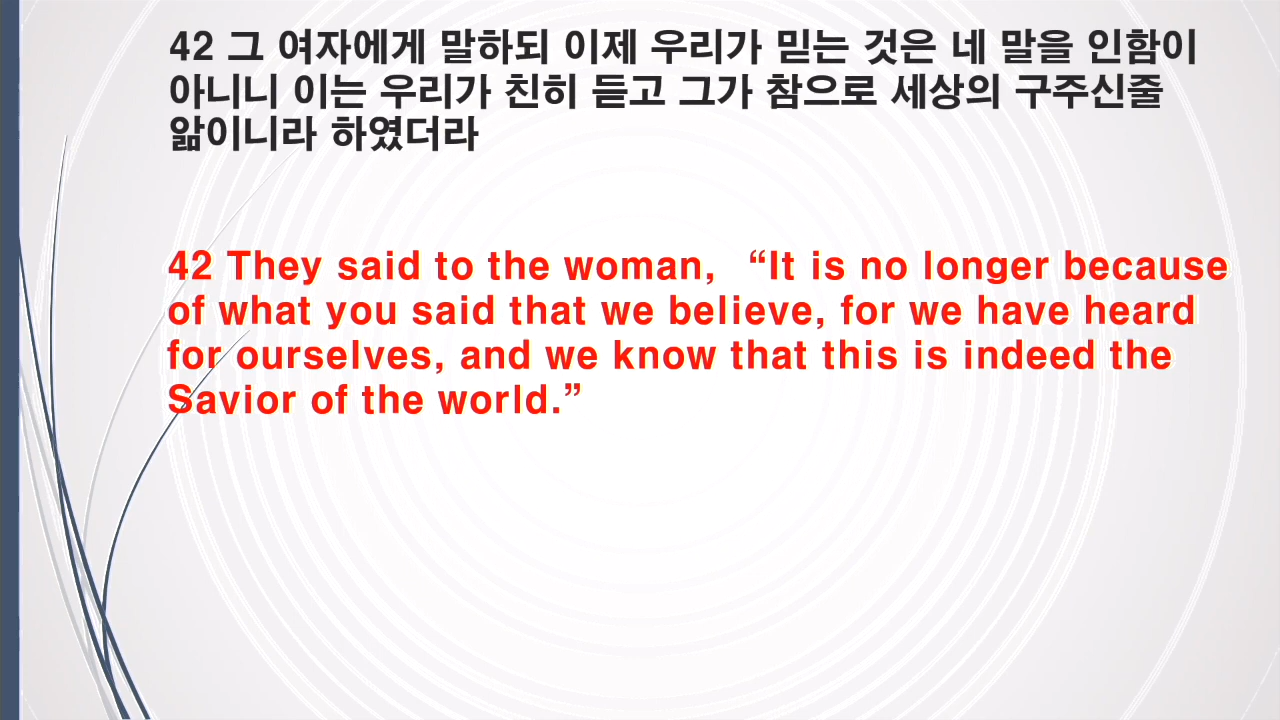 42 그 여자에게 말하되 이제 우리가 믿는 것은 네 말을 인함이
아니니 이는 우리가 친히 듣고 그가 참으로 세상의 구주신줄
앎이니라 하였더라
42 They said to the woman, “It is no longer because
of what you said that we believe, for we have heard
for ourselves, and we know that this is indeed the
Savior of the world.”